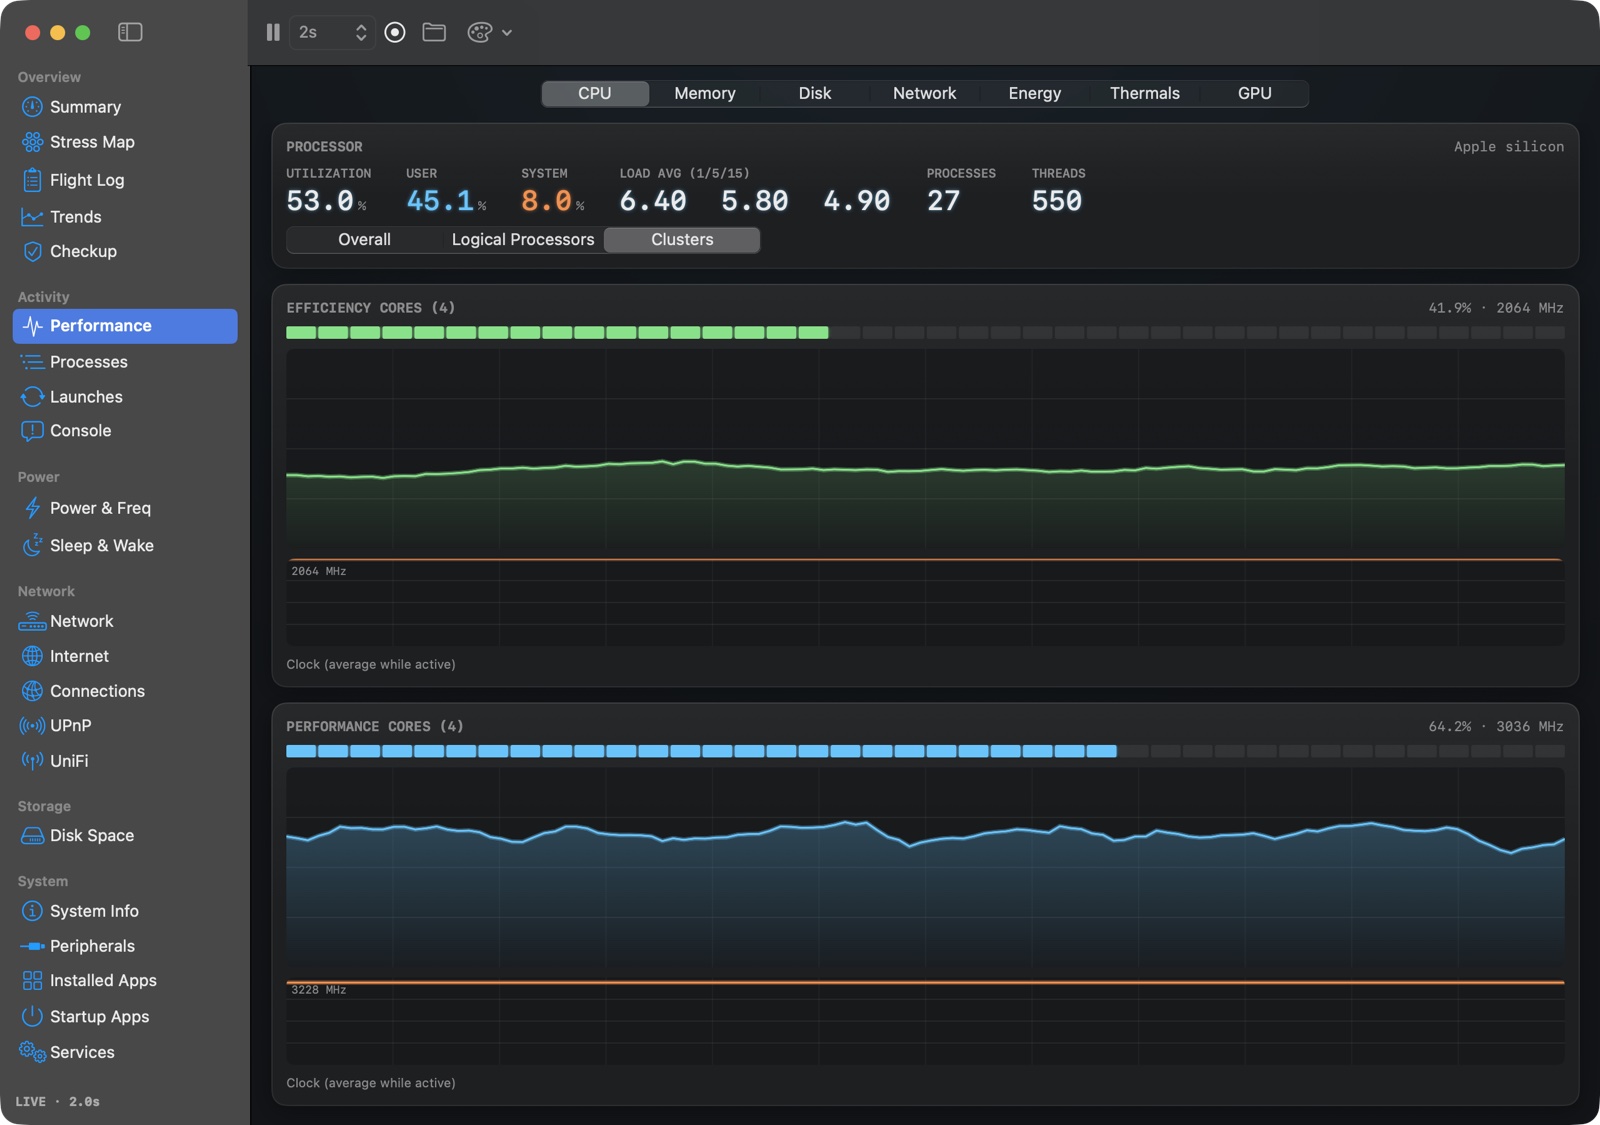 2s
Overview
Summary
Stress Map
Flight Log
Trends
Checkup
Activity
Performance
Processes
Launches
Console
Power
Power & Freq
Sleep & Wake
Network
Network
Internet
Connections
UPnP
UniFi
Storage
Disk Space
System
System Info
Peripherals
Installed Apps
Startup Apps
Services
LIVE · 2.0s
CPU Memory Disk Network Energy Thermals GPU
PROCESSOR Apple silicon
UTILIZATION USER SYSTEM LOAD AVG (1/5/15) PROCESSES THREADS
53.0% 45.1% 8.0% 6.40 5.80 4.90 27 550
Overall Logical Processors Clusters
EFFICIENCY CORES (4) 41.9% · 2064 MHz
2064 MHz
Clock (average while active)
PERFORMANCE CORES (4) 64.2% · 3036 MHz
3228 MHz
Clock (average while active)